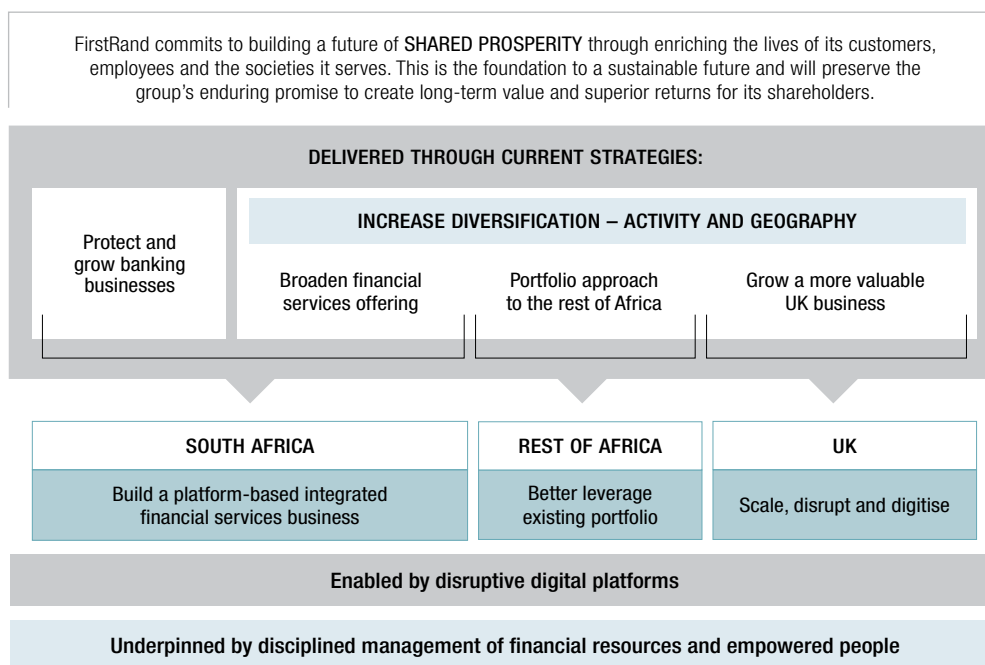 FirstRand commits to building a future of SHARED PROSPERITY through enriching the lives of its customers,
employees and the societies it serves. This is the foundation to a sustainable future and will preserve the
group's enduring promise to create long-term value and superior returns for its shareholders.
DELIVERED THROUGH CURRENT STRATEGIES:
Protect and
grow banking
businesses
INCREASE DIVERSIFICATION – ACTIVITY AND GEOGRAPHY
Broaden financial
services offering
Portfolio approach
to the rest of Africa
Grow a more valuable
UK business
SOUTH AFRICA
Build a platform-based integrated
financial services business
REST OF AFRICA
Better leverage
existing portfolio
UK
Scale, disrupt and digitise
Enabled by disruptive digital platforms
Underpinned by disciplined management of financial resources and empowered people